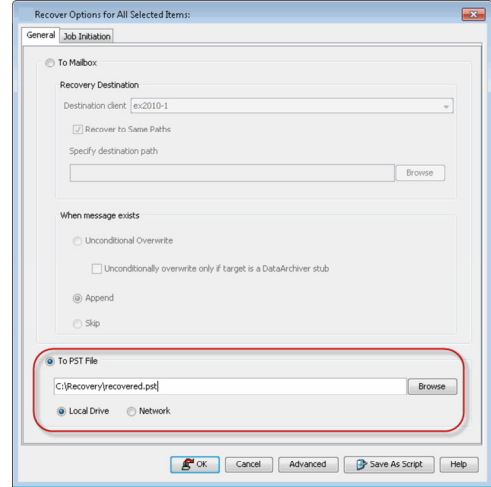 Recover Options for All Selected Items:
General Job Initiation
To Mailbox
Recovery Destination
Destination client ex2010-1
Recover to Same Paths
Specify destination path
Browse
When message exists
Unconditional Overwrite
Unconditionally overwrite only if target is a DataArchiver stub
Append
Skip
To PST File
C:\Recovery\recovered.pst Browse
Local Drive Network
OK Cancel Advanced Save As Script Help